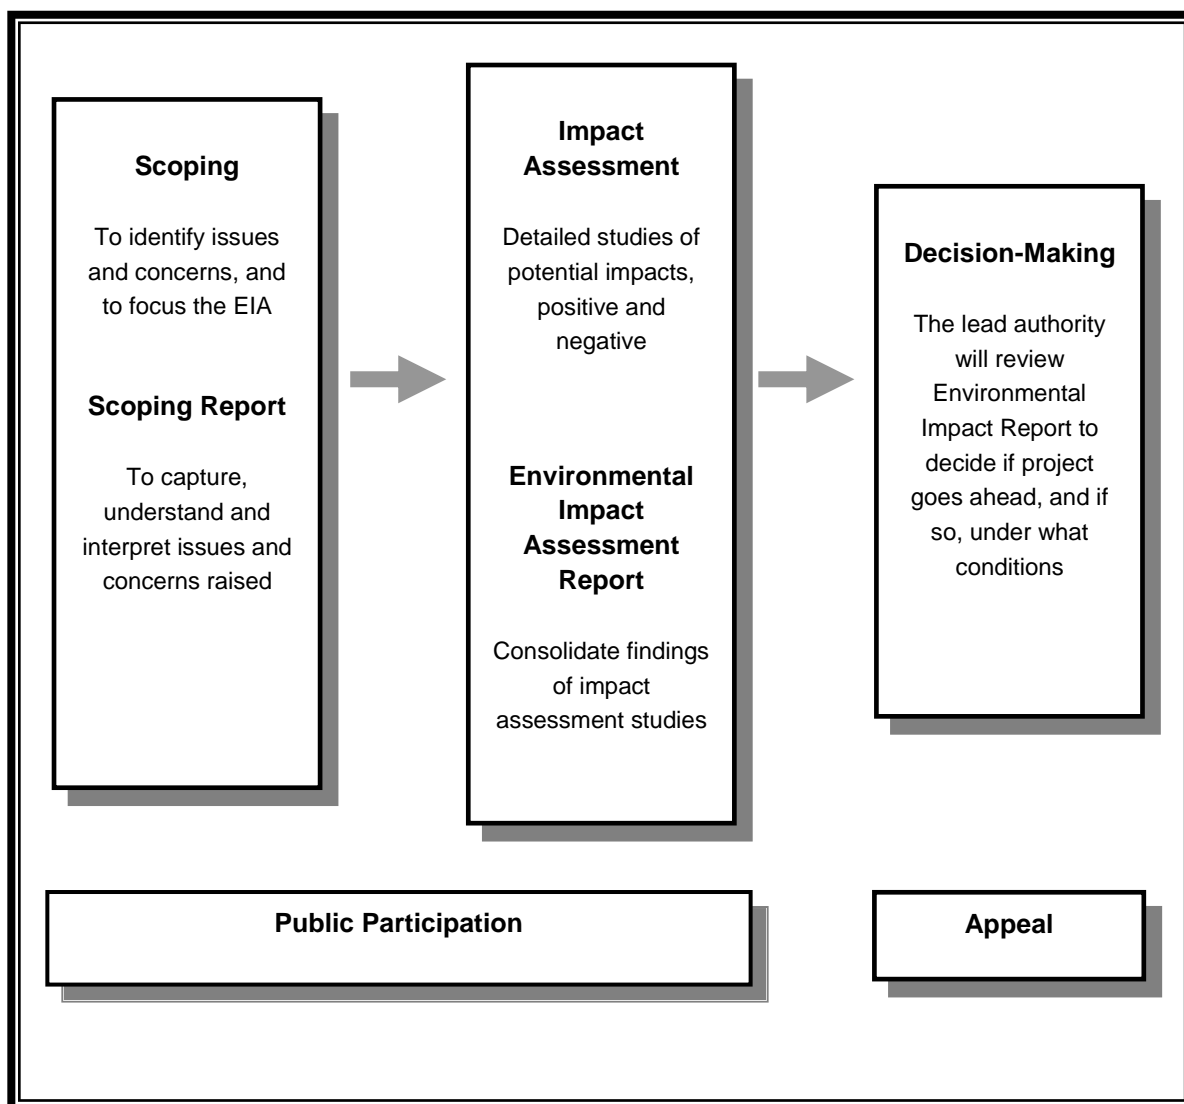 Scoping
To identify issues
and concerns, and
to focus the EIA
Scoping Report
To capture,
understand and
interpret issues and
concerns raised
Impact
Assessment
Detailed studies of
potential impacts,
positive and
negative
Environmental
Impact
Assessment
Report
Consolidate findings
of impact
assessment studies
Decision-Making
The lead authority
will review
Environmental
Impact Report to
decide if project
goes ahead, and if
so, under what
conditions
Public Participation
Appeal